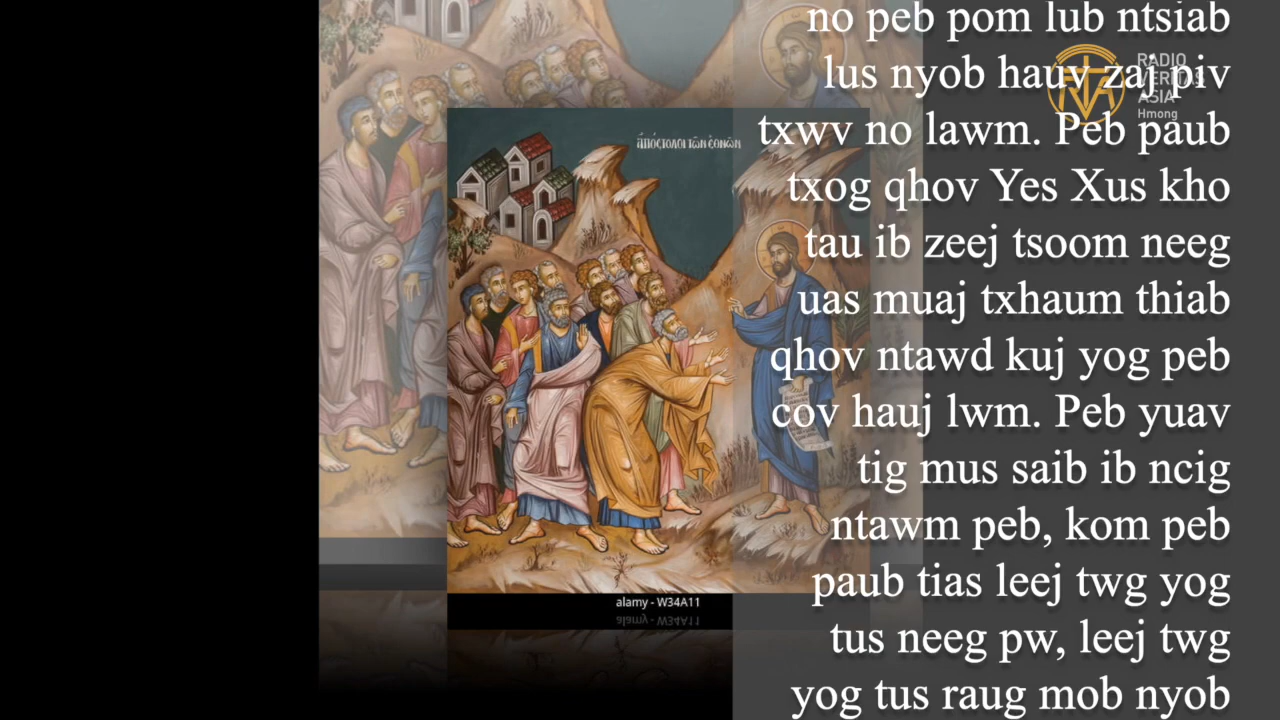 no peb pom lub ntsiab
lus nyob hauv zaj piv
txwv no lawm. Peb paub
txog qhov Yes Xus kho
tau ib zeej tsoom neeg
uas muaj txhaum thiab
qhov ntawd kuj yog peb
cov hauj lwm. Peb yuav
tig mus saib ib ncig
ntawm peb, kom peb
paub tias leej twg yog
tus neeg pw, leej twg
yog tus raug mob nyob
RADIO
VERITAS
ASIA
Hmong
alamy - W34A11